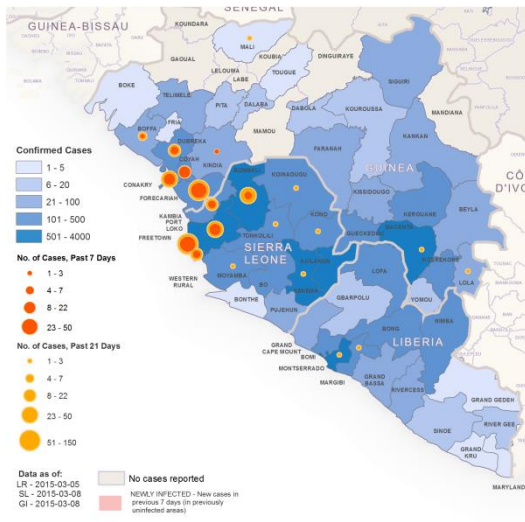 SENEGAL
GUINEA-BISSAU
KOUNDARA
MALI
GAOUAL
KOUBIA
LELOUMA
LABE
TOUGUE
DINGUIRAYE
SIGUIRI
BOKE
TELIMELE
PITA
DALABA
DABOLA
KOUROUSSA
MANDIANA
FRIA
BOFFA
DUBREKA
MAMOU
KANKAN
COYAH
KINDIA
FARANAH
GUINEA
CONAKRY
FORECARIAH
KOINADUGU
KISSIDOUGOU
CÔ
D'IVO
KAMBIA
PORT
LOKO
BEYLA
KEROUANE
KONO
GUECKEDOU
MACENTA
FREETOWN
TONKOLILI
SIERRA
LEONE
KAILAHUN
LOLA
WESTERN
RURAL
MOYAMBA
BO
KENEMA
LOFA
YOMOU
BONTHE
PUJEHUN
GBARPOLU
NIMBA
GRAND
CAPE MOUNT
BONG
BOMI
LIBERIA
MONTSERRADO
MARGIBI
GRAND
BASSA
RIVERCESS
GRAND GEDEH
SINOE
RIVER GEE
GRAND
KRU
MARYLAND
Confirmed Cases
1 - 5
6 - 20
21 - 100
101 - 500
501 - 4000
No. of Cases, Past 7 Days
1 - 3
4 - 7
8 - 22
23 - 50
No. of Cases, Past 21 Days
1 - 3
4 - 7
8 - 22
23 - 50
51 - 150
Data as of:
LR - 2015-03-05
SL - 2015-03-08
GI - 2015-03-08
No cases reported
NEWLY INFECTED - New cases in
previous 7 days (in previously
uninfected areas)